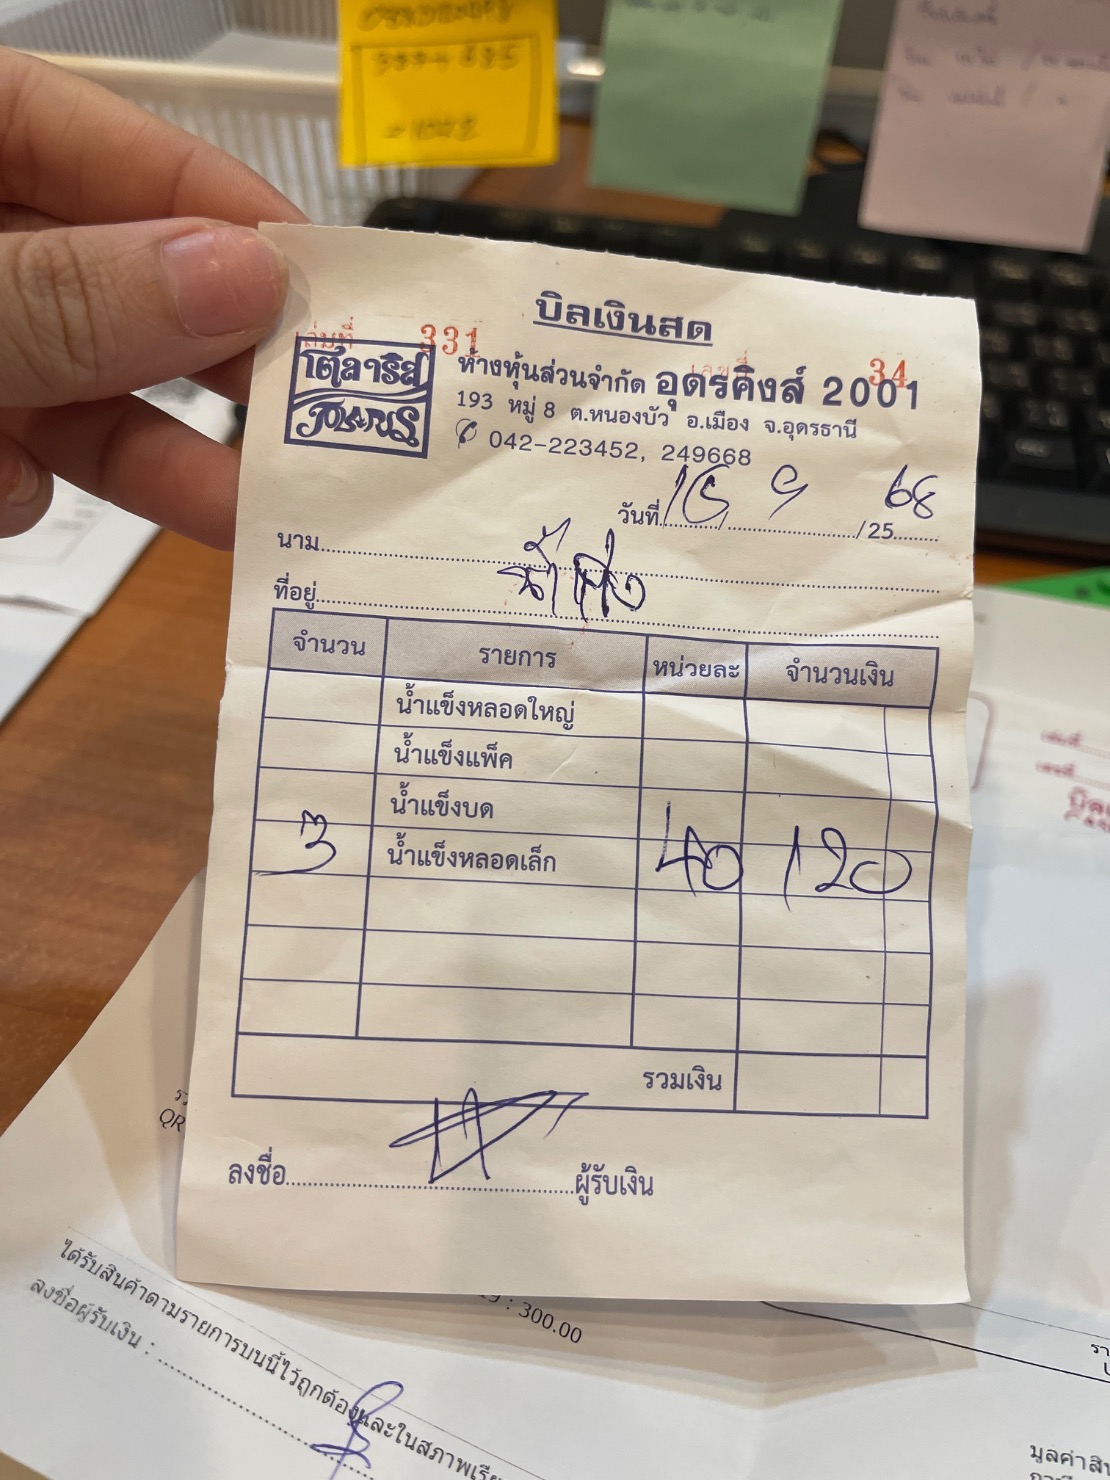 บิลเงินสด
เล่มที่ 331 เลขที่ 34
โตลาริส
POLARIS
ห้างหุ้นส่วนจำกัด อุดรคิงส์ 2001
193 หมู่ 8 ต.หนองบัว อ.เมือง จ.อุดรธานี
042-223452, 249668
วันที่ 15 9 /25 68
นาม
ที่อยู่
จำนวน รายการ หน่วยละ จำนวนเงิน
น้ำแข็งหลอดใหญ่
น้ำแข็งแพ็ค
น้ำแข็งบด
3 น้ำแข็งหลอดเล็ก 40 120
รวมเงิน
ลงชื่อ ผู้รับเงิน
QR
: 300.00
ได้รับสินค้าตามรายการบนนี้ไว้ถูกต้องและในสภาพเรีย
ลงชื่อผู้รับเงิน :
มูลค่าสิน